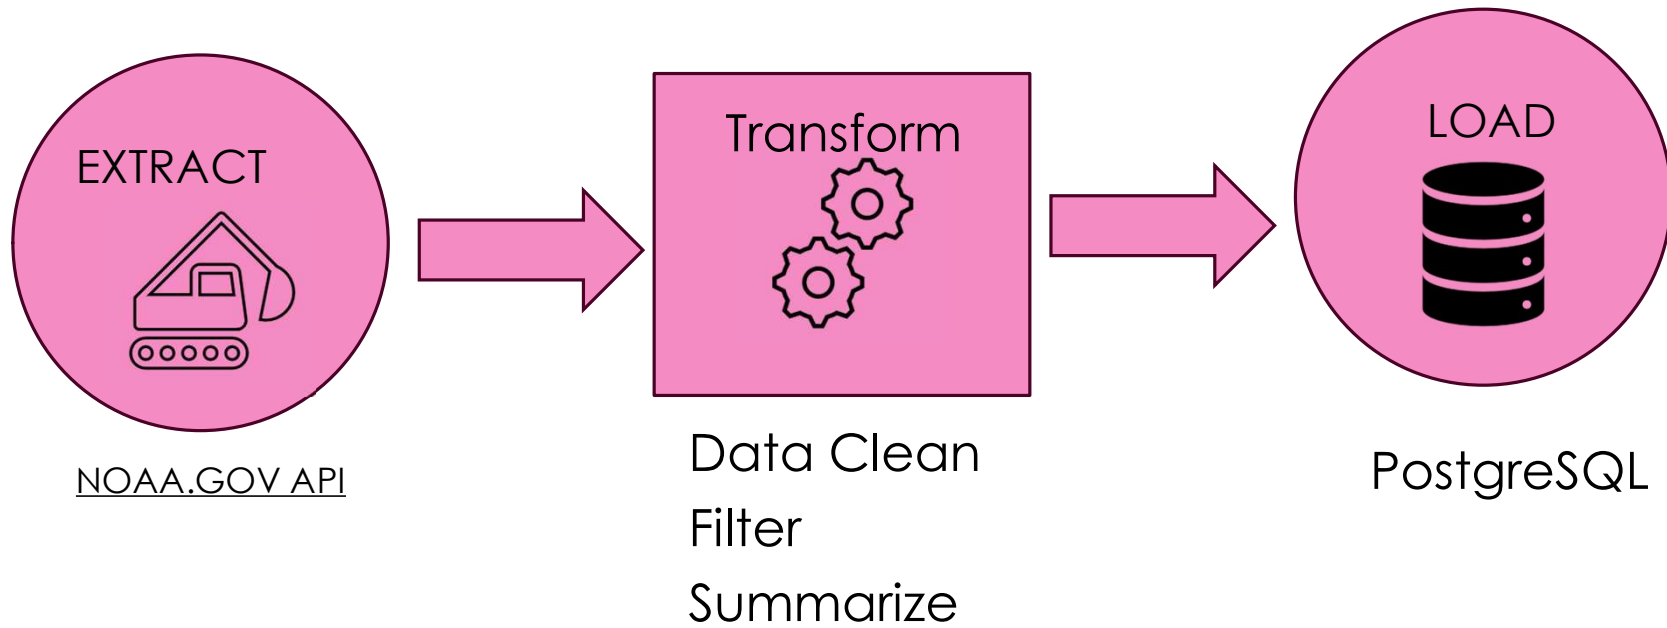 EXTRACT
NOAA.GOV API
Transform
Data Clean
Filter
Summarize
LOAD
PostgreSQL